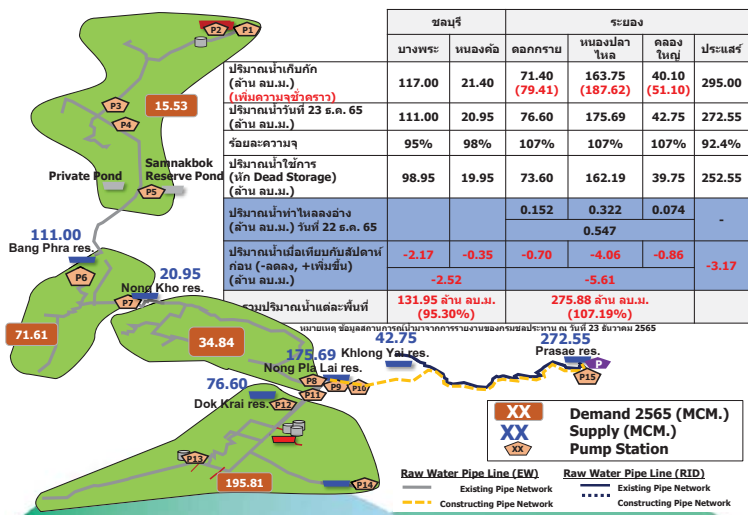 ชลบุรี ระยอง
บางพระ หนองค้อ ดอกกราย หนองปลาไหล คลองใหญ่ ประแสร์
ปริมาณน้ำเก็บกัก
(ล้าน ลบ.ม.)
(เพิ่มความจุชั่วคราว)
117.00 21.40 71.40 (79.41) 163.75 (187.62) 40.10 (51.10) 295.00
ปริมาณน้ำวันที่ 23 ธ.ค. 65
(ล้าน ลบ.ม.)
111.00 20.95 76.60 175.69 42.75 272.55
ร้อยละความจุ 95% 98% 107% 107% 107% 92.4%
ปริมาณน้ำใช้การ
(หัก Dead Storage)
(ล้าน ลบ.ม.)
98.95 19.95 73.60 162.19 39.75 252.55
ปริมาณน้ำท่าไหลลงอ่าง
(ล้าน ลบ.ม.) วันที่ 22 ธ.ค. 65
0.152 0.322 0.074 -
0.547
ปริมาณน้ำเมื่อเทียบกับสัปดาห์
ก่อน (-ลดลง, +เพิ่มขึ้น)
(ล้าน ลบ.ม.)
-2.17 -0.35 -0.70 -4.06 -0.86 -3.17
-2.52 -5.61
รวมปริมาณน้ำแต่ละพื้นที่
131.95 ล้าน ลบ.ม.
(95.30%)
275.88 ล้าน ลบ.ม.
(107.19%)
หมายเหตุ ข้อมูลสถานการณ์น้ำมาจากการรายงานของกรมชลประทาน ณ วันที่ 23 ธันวาคม 2565
P2 P1
P3
15.53
P4
Private Pond
Samnakbok
Reserve Pond
P5
111.00
Bang Phra res.
P6
20.95
Nong Kho res.
P7
71.61
34.84
175.69
Nong Pla Lai res.
42.75
Khlong Yai res.
272.55
Prasae res.
P
P15
P8
P9
P10
P11
76.60
Dok Krai res.
P12
P13
195.81
P14
XX Demand 2565 (MCM.)
XX Supply (MCM.)
XX Pump Station
Raw Water Pipe Line (EW)
Existing Pipe Network
Constructing Pipe Network
Raw Water Pipe Line (RID)
Existing Pipe Network
Constructing Pipe Network